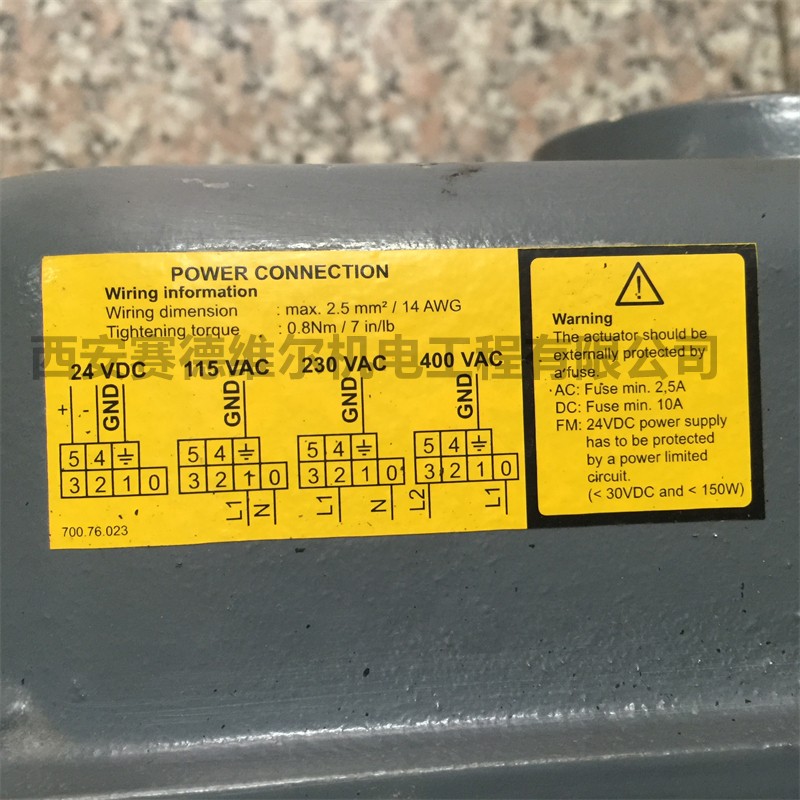 POWER CONNECTION
Wiring information
Wiring dimension : max. 2.5 mm² / 14 AWG
Tightening torque : 0.8Nm / 7 in/lb
西安赛德维尔机电工程有限公司
24 VDC 115 VAC 230 VAC 400 VAC
+ - GND GND GND GND
5 4 5 4 5 4 5 4
3 2 1 0 3 2 1 0 3 2 1 0 3 2 1 0
L1 N L1 N L2 L1
700.76.023
Warning
The actuator should be
externally protected by
a fuse.
AC: Fuse min. 2,5A
DC: Fuse min. 10A
FM: 24VDC power supply
has to be protected
by a power limited
circuit.
(< 30VDC and < 150W)